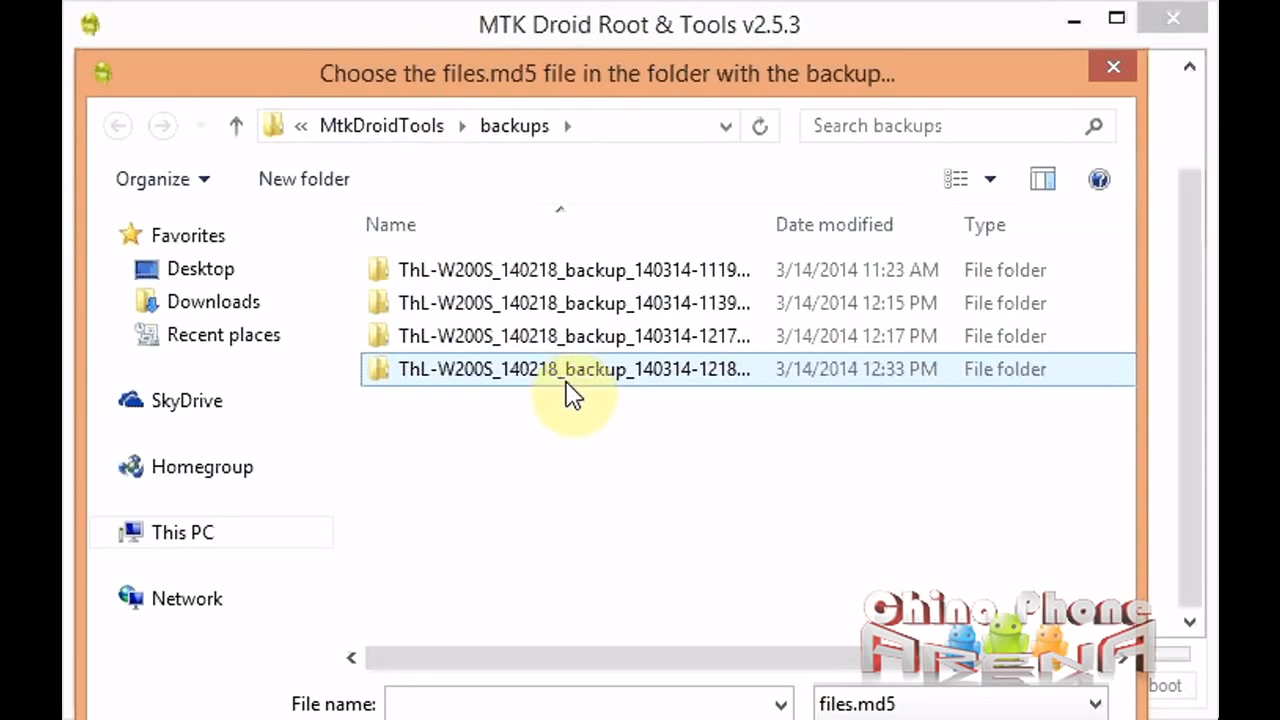 MTK Droid Root & Tools v2.5.3
Choose the files.md5 file in the folder with the backup...
« MtkDroidTools backups
Search backups
Organize
New folder
Name Date modified Type
Favorites
Desktop
Downloads
Recent places
SkyDrive
Homegroup
This PC
Network
ThL-W200S_140218_backup_140314-1119... 3/14/2014 11:23 AM File folder
ThL-W200S_140218_backup_140314-1139... 3/14/2014 12:15 PM File folder
ThL-W200S_140218_backup_140314-1217... 3/14/2014 12:17 PM File folder
ThL-W200S_140218_backup_140314-1218... 3/14/2014 12:33 PM File folder
China Phone
ARENA
boot
File name:
files.md5